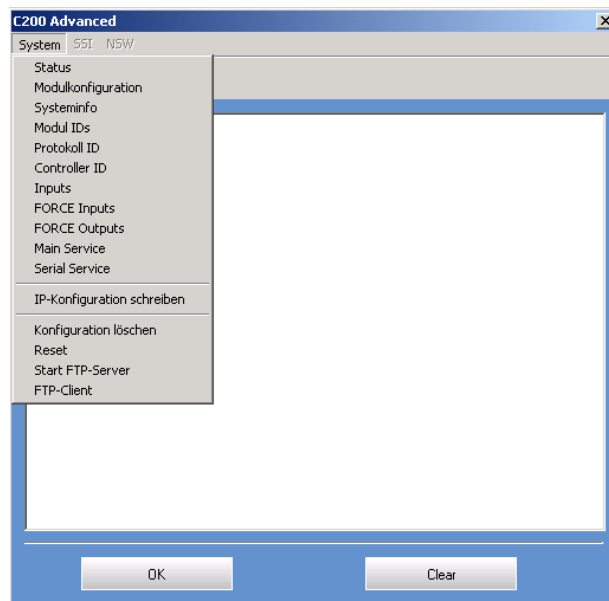 C200 Advanced
System SSI NSW
Status
Modulkonfiguration
Systeminfo
Modul IDs
Protokoll ID
Controller ID
Inputs
FORCE Inputs
FORCE Outputs
Main Service
Serial Service
IP-Konfiguration schreiben
Konfiguration löschen
Reset
Start FTP-Server
FTP-Client
OK Clear